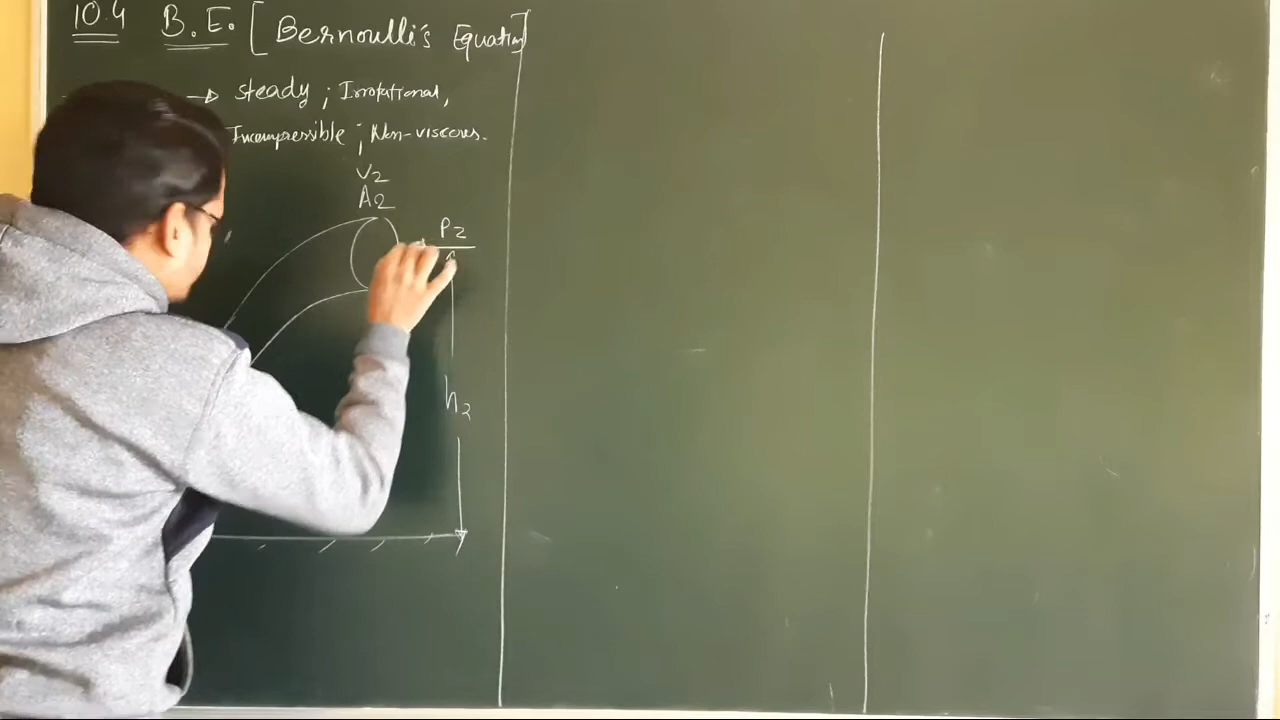 10.4 B.E. [Bernoulli's Equation]
→ steady ; Irrotational,
Incompressible ; Non-viscous.
V2
A2
P2
h2